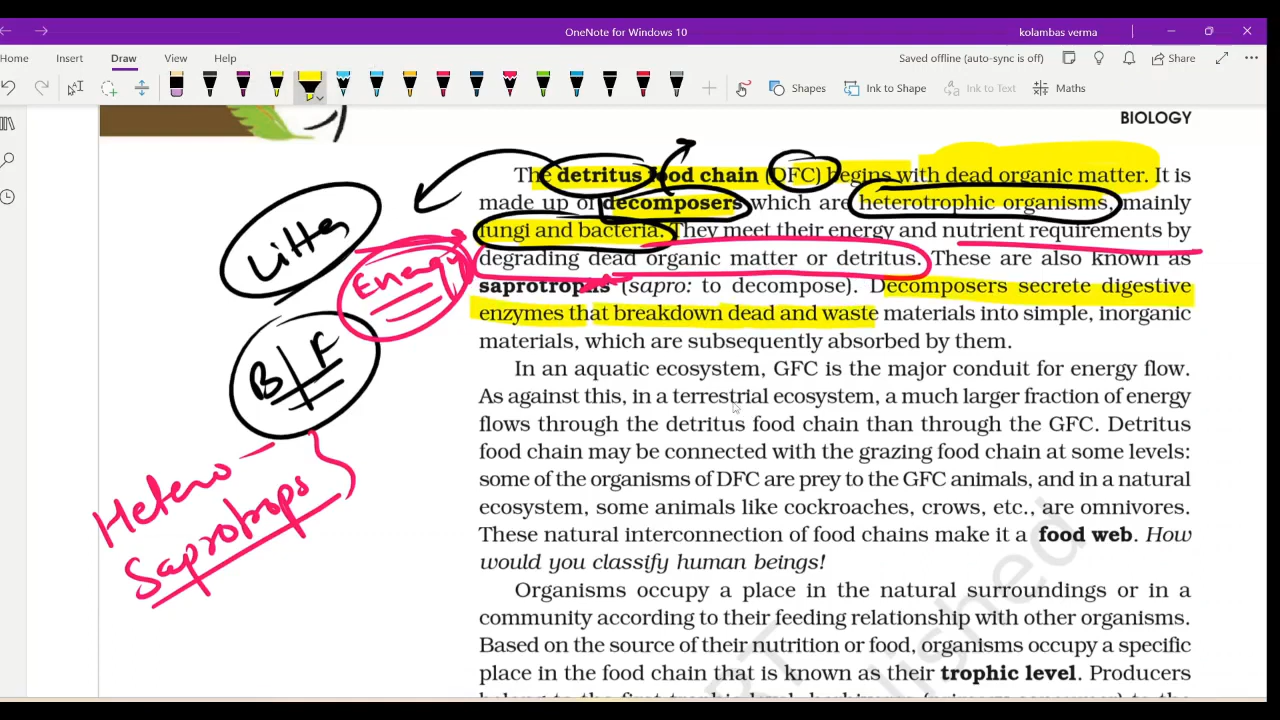 OneNote for Windows 10
kolambas verma
Home Insert Draw View Help
Saved offline (auto-sync is off)
Share
Shapes
Ink to Shape
Ink to Text
Maths
BIOLOGY
The detritus food chain (DFC) begins with dead organic matter. It is
made up of decomposers which are heterotrophic organisms, mainly
fungi and bacteria. They meet their energy and nutrient requirements by
degrading dead organic matter or detritus. These are also known as
saprotrophs (sapro: to decompose). Decomposers secrete digestive
enzymes that breakdown dead and waste materials into simple, inorganic
materials, which are subsequently absorbed by them.
In an aquatic ecosystem, GFC is the major conduit for energy flow.
As against this, in a terrestrial ecosystem, a much larger fraction of energy
flows through the detritus food chain than through the GFC. Detritus
food chain may be connected with the grazing food chain at some levels:
some of the organisms of DFC are prey to the GFC animals, and in a natural
ecosystem, some animals like cockroaches, crows, etc., are omnivores.
These natural interconnection of food chains make it a food web. How
would you classify human beings!
Organisms occupy a place in the natural surroundings or in a
community according to their feeding relationship with other organisms.
Based on the source of their nutrition or food, organisms occupy a specific
place in the food chain that is known as their trophic level. Producers
Energy
B F
Hetero
Saprotrops